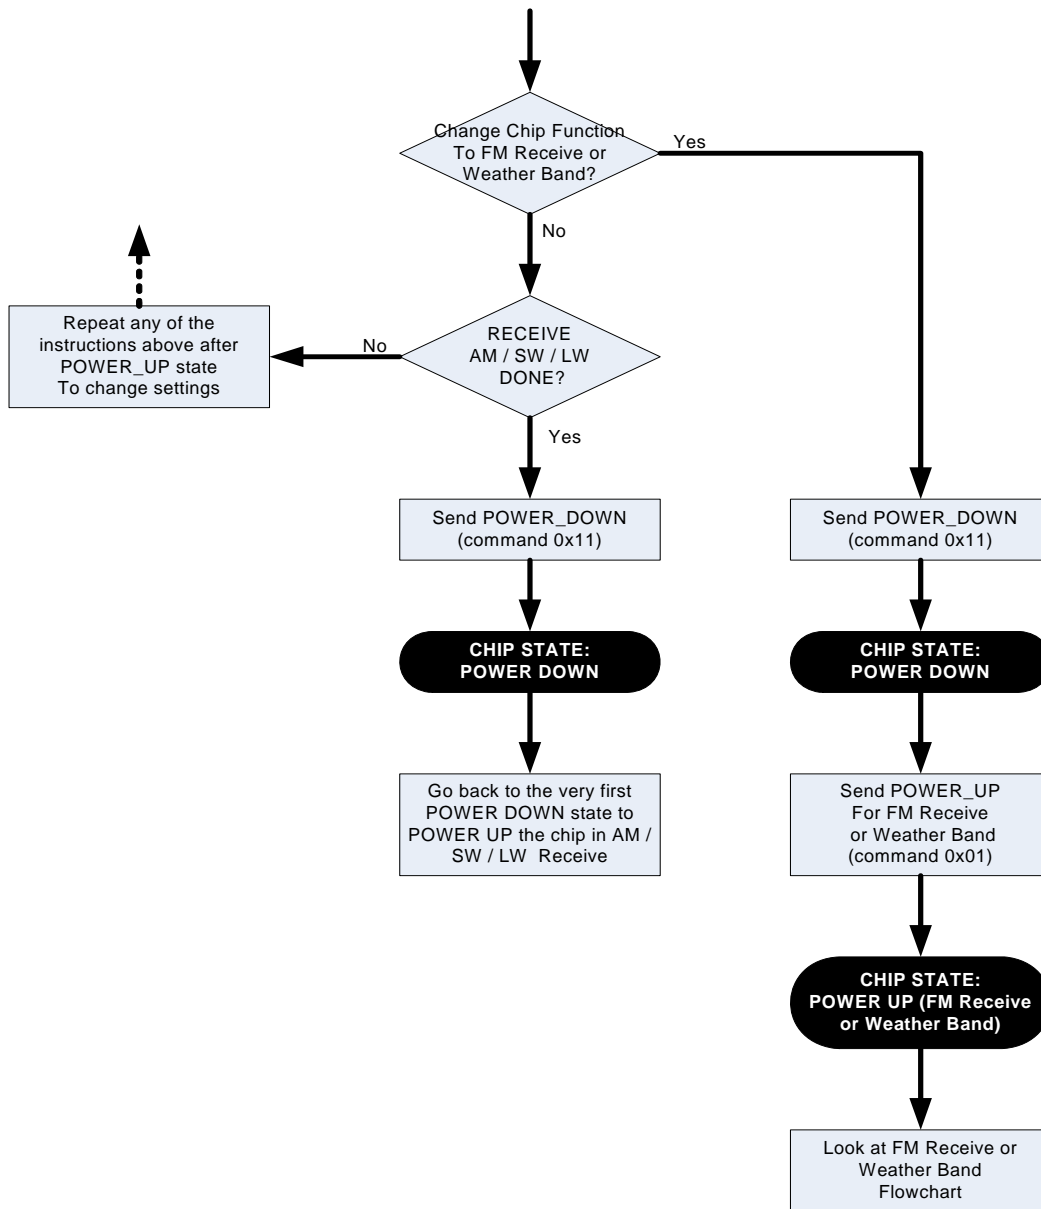 Change Chip Function
To FM Receive or
Weather Band?
Yes
No
RECEIVE
AM / SW / LW
DONE?
No
Repeat any of the
instructions above after
POWER_UP state
To change settings
Yes
Send POWER_DOWN
(command 0x11)
CHIP STATE:
POWER DOWN
Go back to the very first
POWER DOWN state to
POWER UP the chip in AM /
SW / LW Receive
Send POWER_DOWN
(command 0x11)
CHIP STATE:
POWER DOWN
Send POWER_UP
For FM Receive
or Weather Band
(command 0x01)
CHIP STATE:
POWER UP (FM Receive
or Weather Band)
Look at FM Receive or
Weather Band
Flowchart